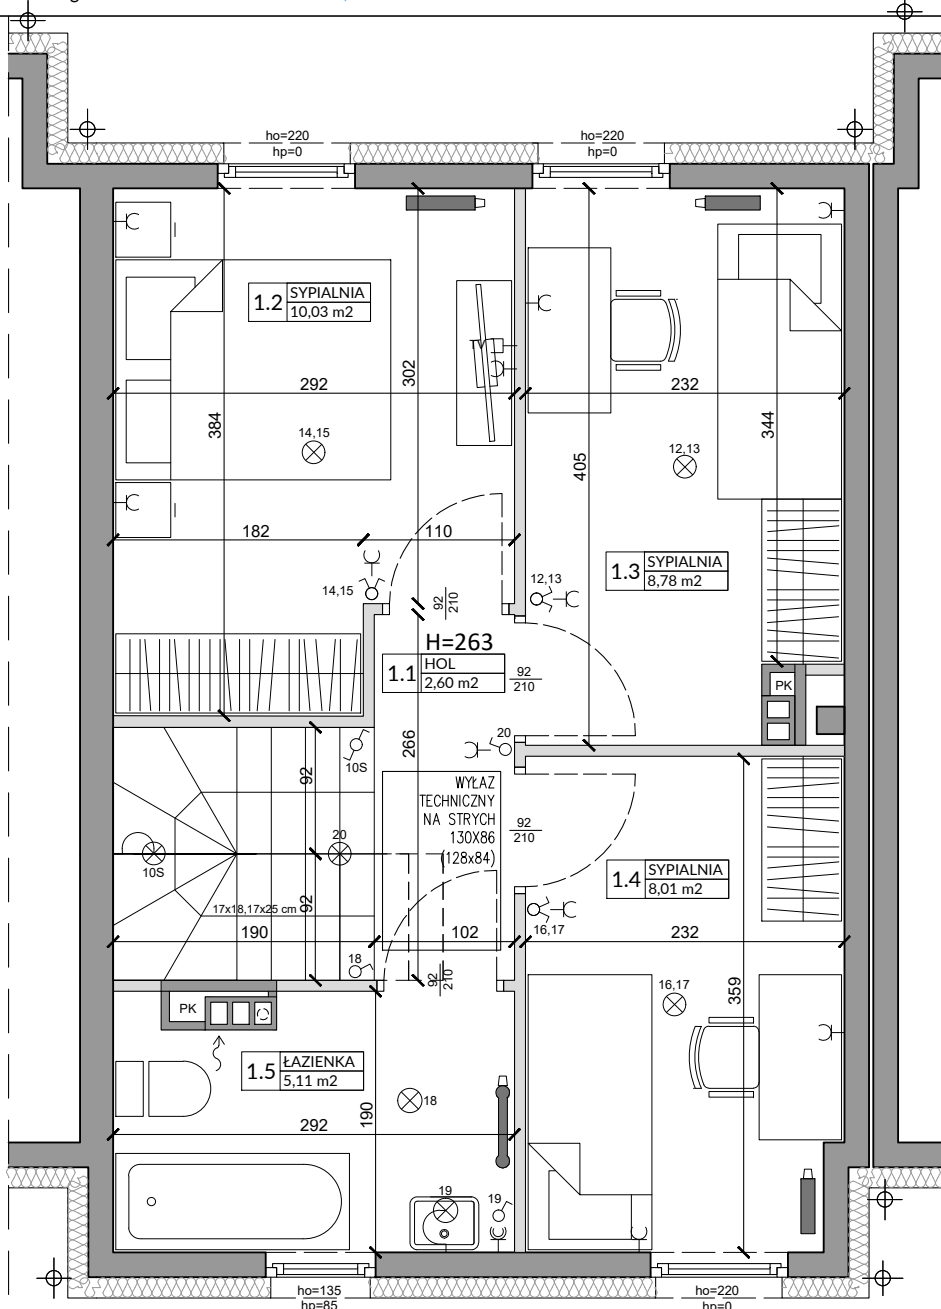 ho=220
hp=0
ho=220
hp=0
1.2
SYPIALNIA
10,03 m2
292
302
384
14,15
232
344
405
12,13
182
110
14,15
92
210
12,13
1.3
SYPIALNIA
8,78 m2
H=263
1.1
HOL
2,60 m2
92
210
PK
10S
92
266
20
WYŁAZ
TECHNICZNY
NA STRYCH
130X86
(128x84)
92
210
20
10S
1.4
SYPIALNIA
8,01 m2
17x18,17x25 cm
92
16,17
190
102
232
18
92
210
PK
16,17
359
1.5
ŁAZIENKA
5,11 m2
190
18
292
19
19
ho=135
hp=85
ho=220
hp=0